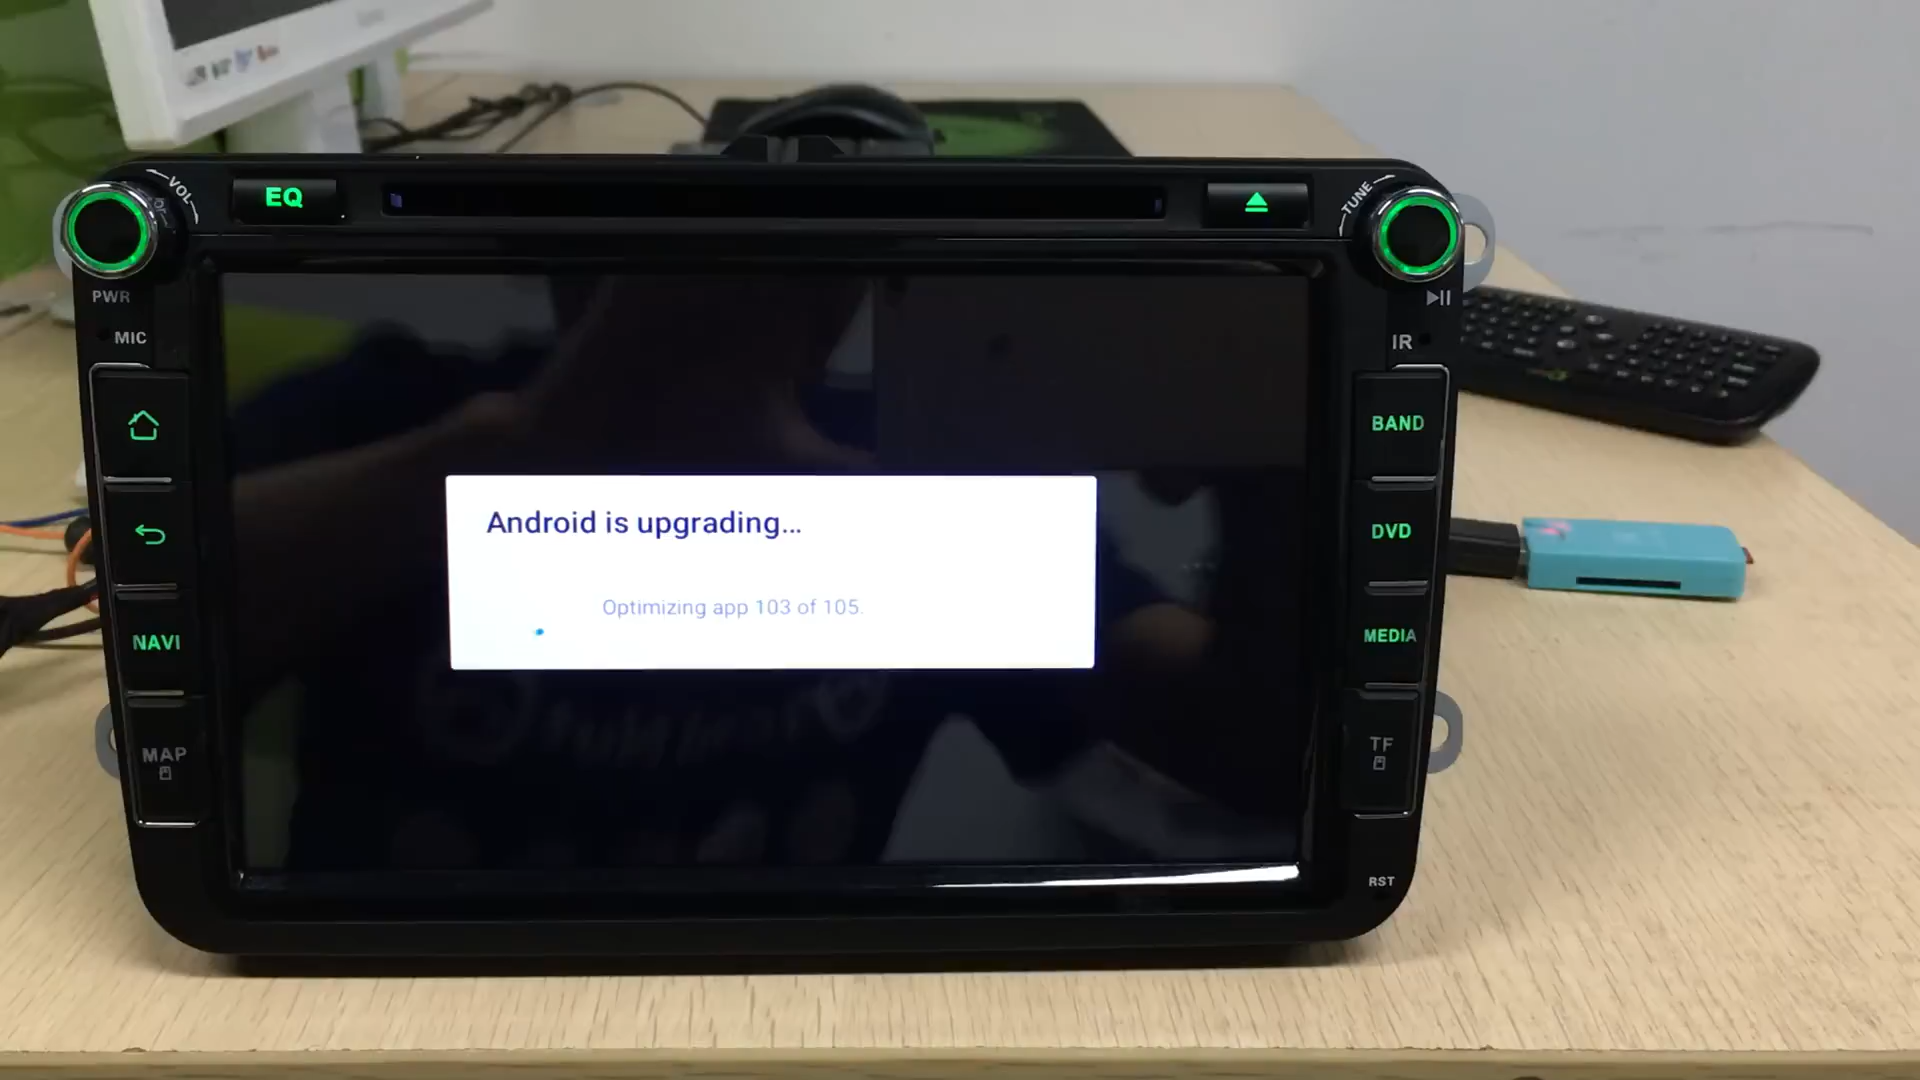 VOL
EQ
TUNE
PWR
MIC
IR
BAND
Android is upgrading...
DVD
Optimizing app 103 of 105.
NAVI
MEDIA
MAP
TF
RST